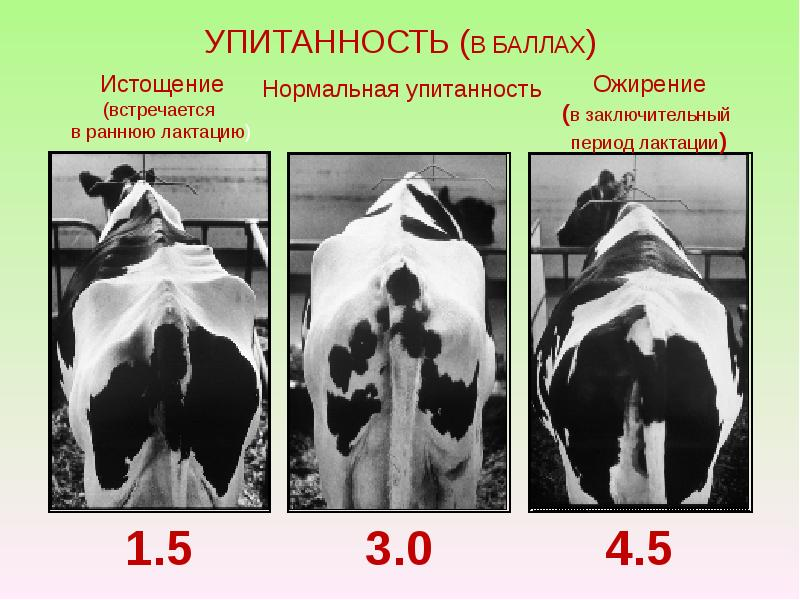 УПИТАННОСТЬ (В БАЛЛАХ)
Истощение
(встречается
в раннюю лактацию)
Нормальная упитанность
Ожирение
(в заключительный
период лактации)
1.5
3.0
4.5